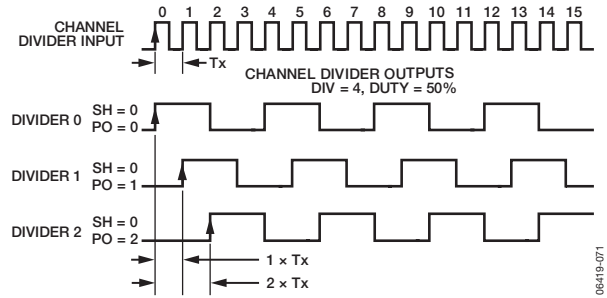 0 1 2 3 4 5 6 7 8 9 10 11 12 13 14 15
CHANNEL
DIVIDER INPUT
Tx
CHANNEL DIVIDER OUTPUTS
DIV = 4, DUTY = 50%
DIVIDER 0
SH = 0
PO = 0
DIVIDER 1
SH = 0
PO = 1
DIVIDER 2
SH = 0
PO = 2
1 × Tx
2 × Tx
06419-071